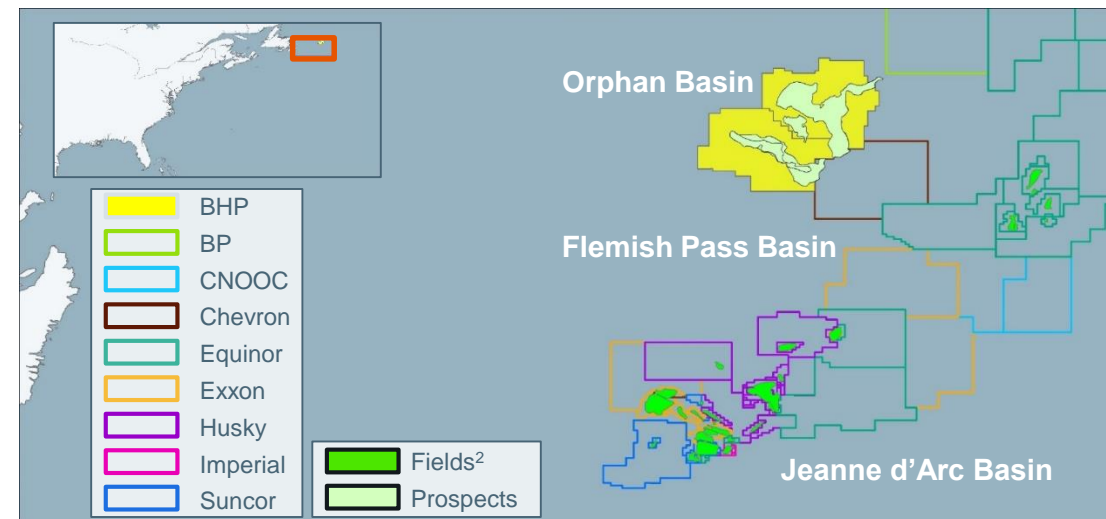 Orphan Basin
Flemish Pass Basin
Jeanne d’Arc Basin
BHP
BP
CNOOC
Chevron
Equinor
Exxon
Husky
Imperial
Suncor
Fields²
Prospects